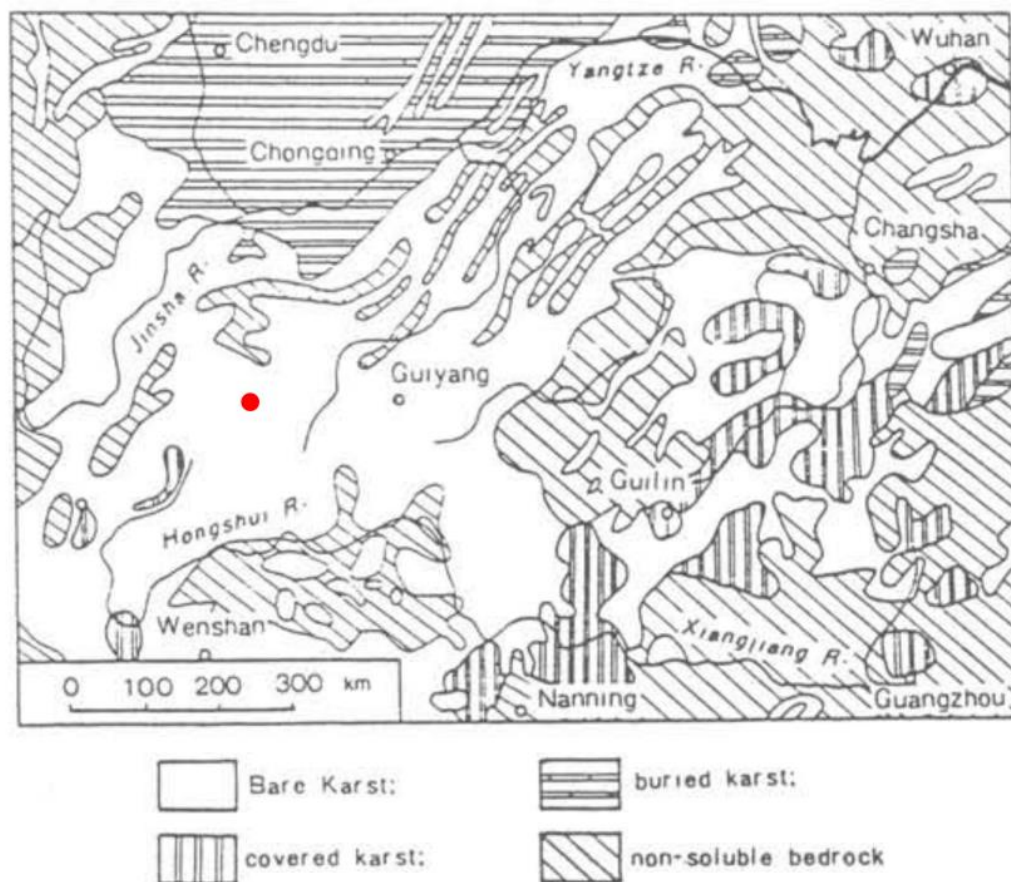 Chengdu
Wuhan
Yangtze R.
Chongqing
Changsha
Jinsha R.
Guiyang
Guilin
Hongshui R.
Wenshan
Xiangjiang R.
0 100 200 300 km
Nanning
Guangzhou
Bare Karst;
buried karst;
covered karst;
non-soluble bedrock